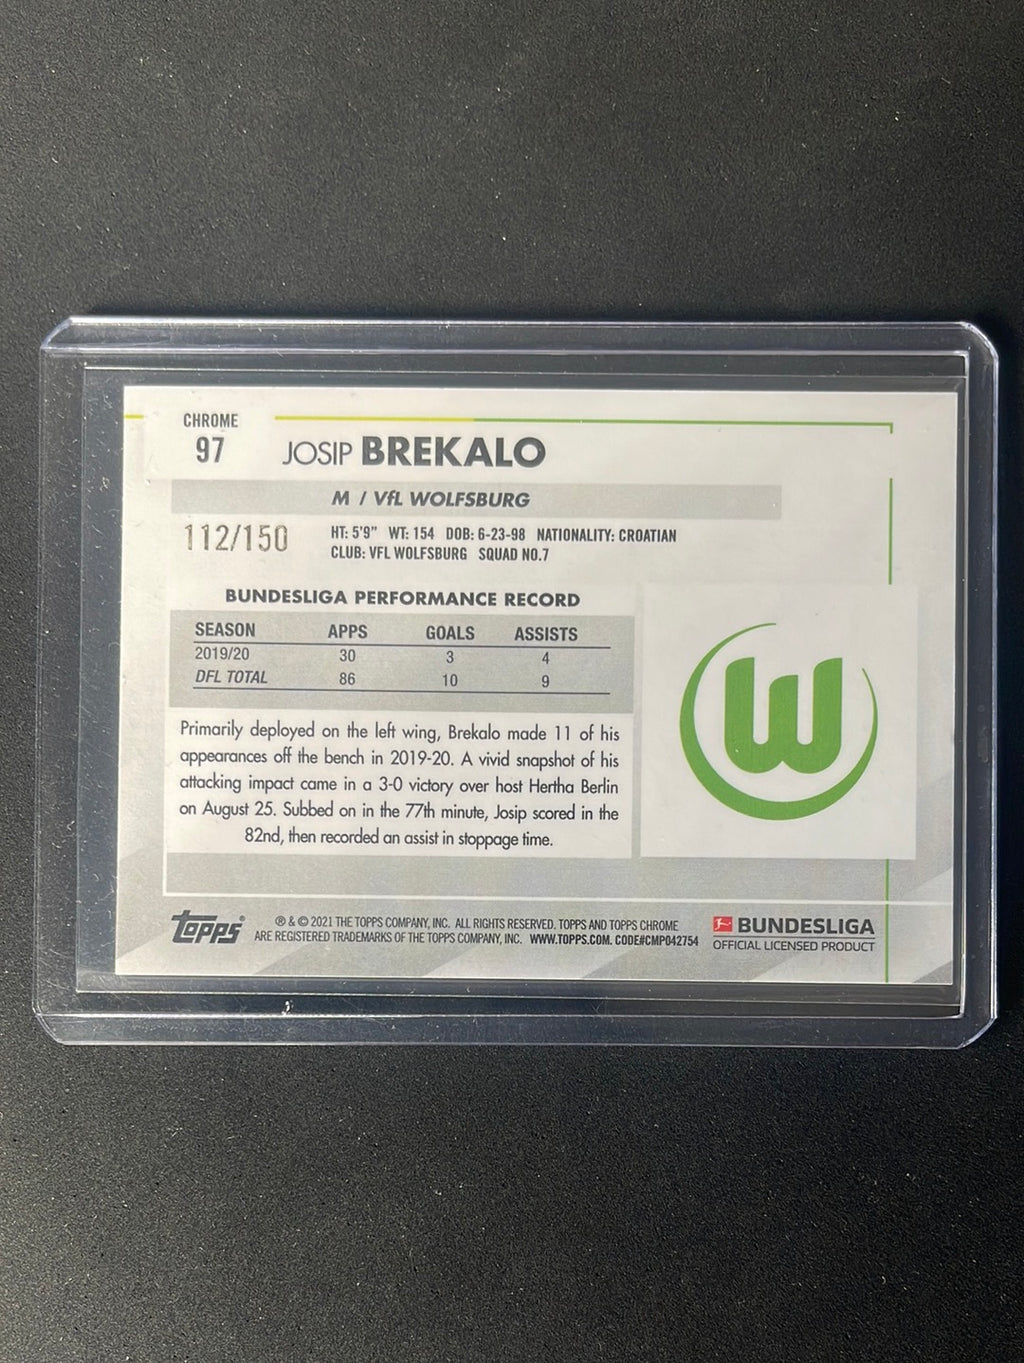 CHROME
97
JOSIP BREKALO
M / VfL WOLFSBURG
112/150
HT: 5'9" WT: 154 DOB: 6-23-98 NATIONALITY: CROATIAN
CLUB: VFL WOLFSBURG SQUAD NO.7
BUNDESLIGA PERFORMANCE RECORD
SEASON APPS GOALS ASSISTS
2019/20 30 3 4
DFL TOTAL 86 10 9
Primarily deployed on the left wing, Brekalo made 11 of his
appearances off the bench in 2019-20. A vivid snapshot of his
attacking impact came in a 3-0 victory over host Hertha Berlin
on August 25. Subbed on in the 77th minute, Josip scored in the
82nd, then recorded an assist in stoppage time.
W
Topps®
® & © 2021 THE TOPPS COMPANY, INC. ALL RIGHTS RESERVED. TOPPS AND TOPPS CHROME
ARE REGISTERED TRADEMARKS OF THE TOPPS COMPANY, INC. WWW.TOPPS.COM. CODE#CMP042754
BUNDESLIGA
OFFICIAL LICENSED PRODUCT